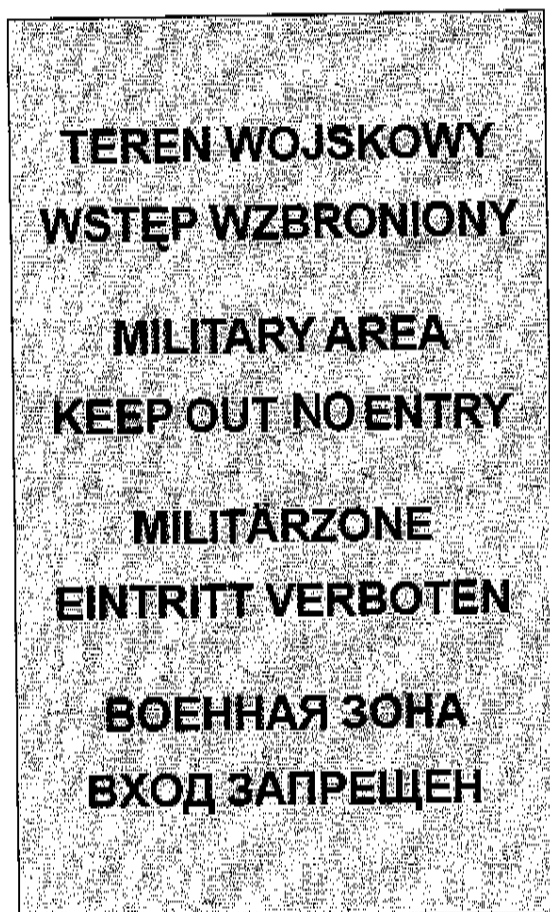 TEREN WOJSKOWY
WSTĘP WZBRONIONY
MILITARY AREA
KEEP OUT NO ENTRY
MILITÄRZONE
EINTRITT VERBOTEN
ВОЕННАЯ ЗОНА
ВХОД ЗАПРЕЩЕН